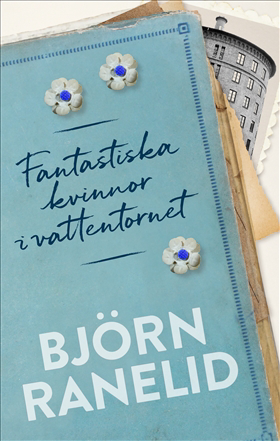 Fantastiska
kvinnor
i vattentornet
BJÖRN
RANELID